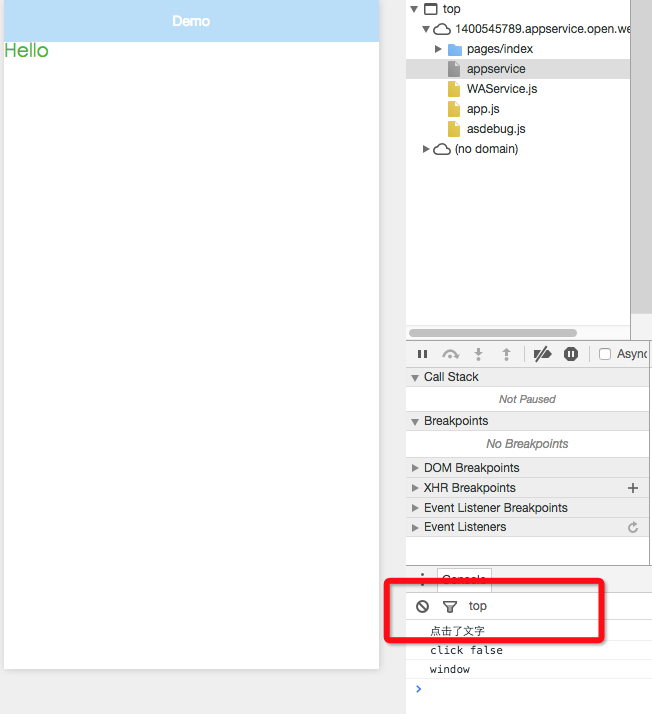 Demo
Hello
top
1400545789.appservice.open.we
pages/index
appservice
WAService.js
app.js
asdebug.js
(no domain)
Async
Call Stack
Not Paused
Breakpoints
No Breakpoints
DOM Breakpoints
XHR Breakpoints
Event Listener Breakpoints
Event Listeners
Console
top
点击了文字
click false
window